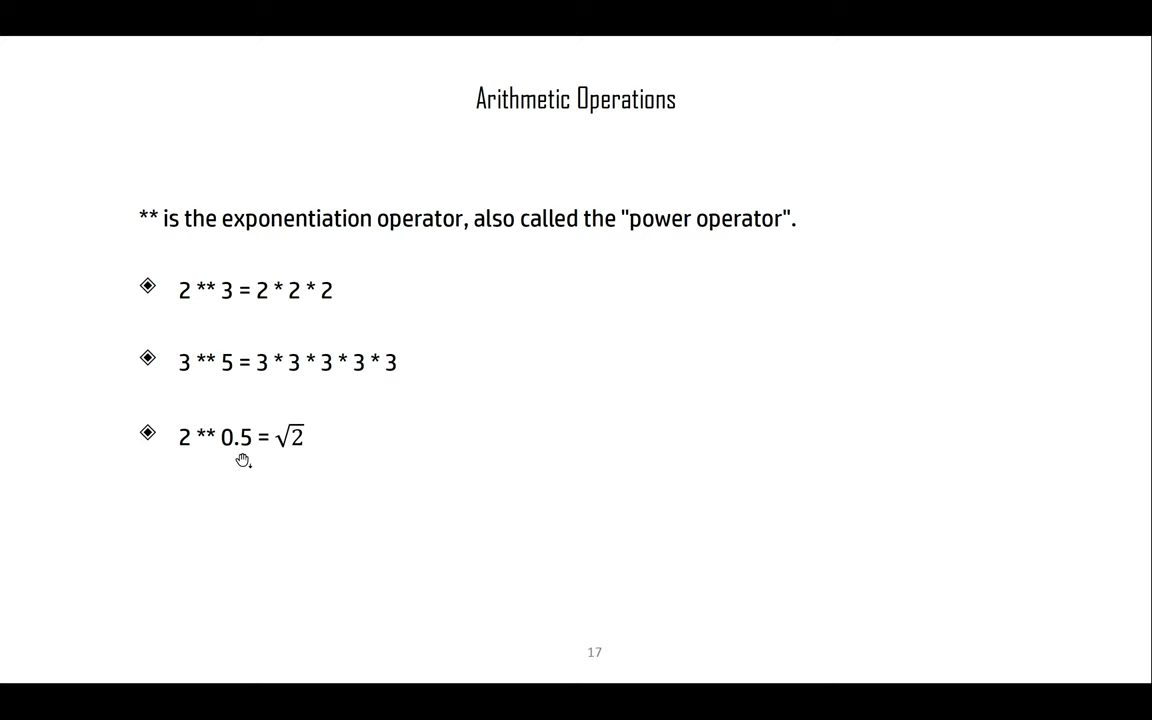 Arithmetic Operations
** is the exponentiation operator, also called the "power operator".
2 ** 3 = 2 * 2 * 2
3 ** 5 = 3 * 3 * 3 * 3 * 3
2 ** 0.5 = √2
17